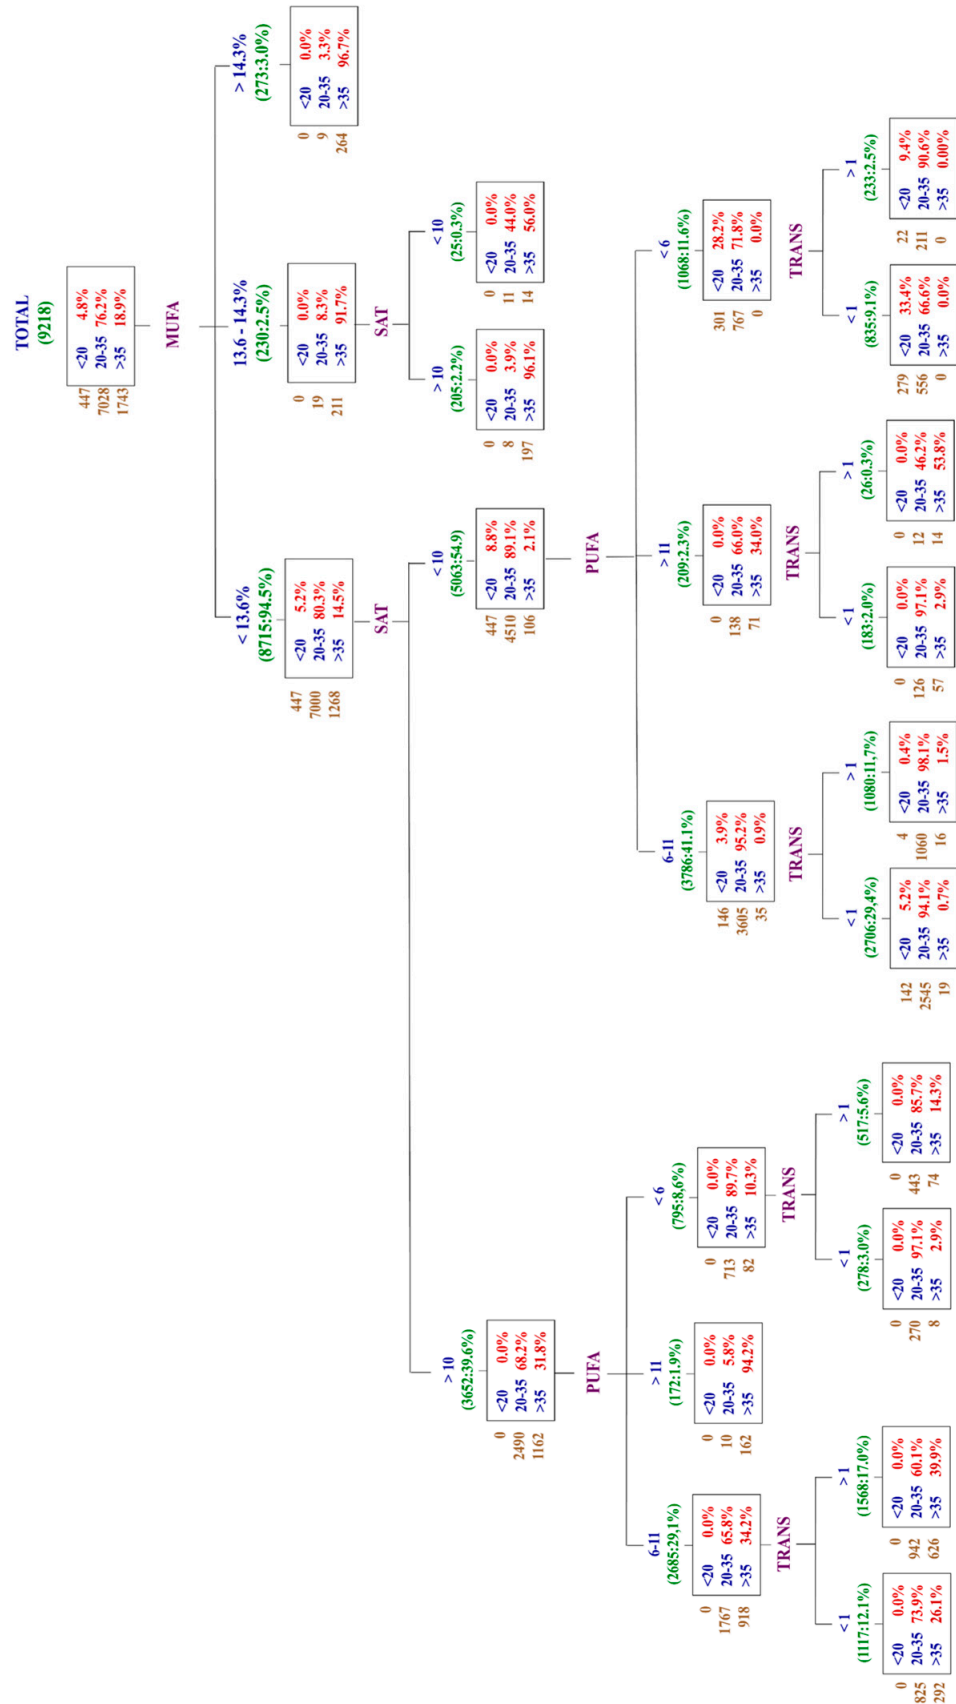 TOTAL
(9218)
447 <20 4.8%
7028 20-35 76.2%
1743 >35 18.9%
MUFA
< 13.6%
(8715:94.5%)
447 <20 5.2%
7000 20-35 80.3%
1268 >35 14.5%
SAT
13.6 - 14.3%
(230:2.5%)
0 <20 0.0%
19 20-35 8.3%
211 >35 91.7%
SAT
> 14.3%
(273:3.0%)
0 <20 0.0%
9 20-35 3.3%
264 >35 96.7%
> 10
(3652:39.6%)
0 <20 0.0%
2490 20-35 68.2%
1162 >35 31.8%
PUFA
< 10
(5063:54.9)
447 <20 8.8%
4510 20-35 89.1%
106 >35 2.1%
PUFA
> 10
(205:2.2%)
0 <20 0.0%
8 20-35 3.9%
197 >35 96.1%
< 10
(25:0.3%)
0 <20 0.0%
11 20-35 44.0%
14 >35 56.0%
6-11
(2685:29,1%)
0 <20 0.0%
1767 20-35 65.8%
918 >35 34.2%
TRANS
> 11
(172:1.9%)
0 <20 0.0%
10 20-35 5.8%
162 >35 94.2%
< 6
(795:8,6%)
0 <20 0.0%
713 20-35 89.7%
82 >35 10.3%
TRANS
6-11
(3786:41.1%)
146 <20 3.9%
3605 20-35 95.2%
35 >35 0.9%
TRANS
> 11
(209:2.3%)
0 <20 0.0%
138 20-35 66.0%
71 >35 34.0%
TRANS
< 6
(1068:11.6%)
301 <20 28.2%
767 20-35 71.8%
0 >35 0.0%
TRANS
< 1
(1117:12.1%)
0 <20 0.0%
825 20-35 73.9%
292 >35 26.1%
> 1
(1568:17.0%)
0 <20 0.0%
942 20-35 60.1%
626 >35 39.9%
< 1
(278:3.0%)
0 <20 0.0%
270 20-35 97.1%
8 >35 2.9%
> 1
(517:5.6%)
0 <20 0.0%
443 20-35 85.7%
74 >35 14.3%
< 1
(2706:29,4%)
142 <20 5.2%
2545 20-35 94.1%
19 >35 0.7%
> 1
(1080:11,7%)
4 <20 0.4%
1060 20-35 98.1%
16 >35 1.5%
< 1
(183:2.0%)
0 <20 0.0%
126 20-35 97.1%
57 >35 2.9%
> 1
(26:0.3%)
0 <20 0.0%
12 20-35 46.2%
14 >35 53.8%
< 1
(835:9.1%)
279 <20 33.4%
556 20-35 66.6%
0 >35 0.0%
> 1
(233:2.5%)
22 <20 9.4%
211 20-35 90.6%
0 >35 0.00%